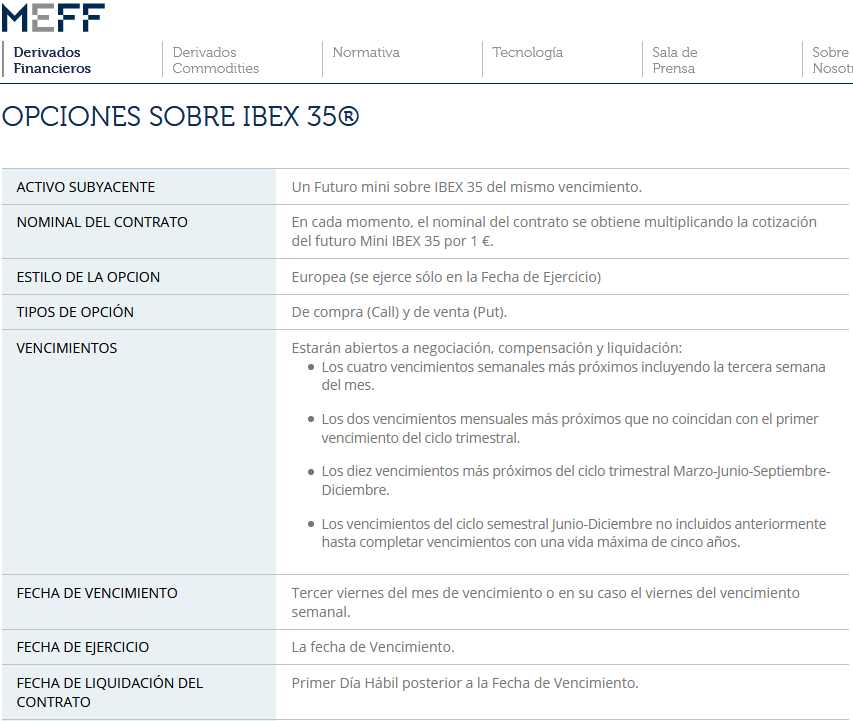 MEFF
Derivados
Financieros
Derivados
Commodities
Normativa
Tecnología
Sala de
Prensa
Sobre
OPCIONES SOBRE IBEX 35®
ACTIVO SUBYACENTE
Un Futuro mini sobre IBEX 35 del mismo vencimiento.
NOMINAL DEL CONTRATO
En cada momento, el nominal del contrato se obtiene multiplicando la cotización
del futuro Mini IBEX 35 por 1 €.
ESTILO DE LA OPCION
Europea (se ejerce sólo en la Fecha de Ejercicio)
TIPOS DE OPCIÓN
De compra (Call) y de venta (Put).
VENCIMIENTOS
Estarán abiertos a negociación, compensación y liquidación:
• Los cuatro vencimientos semanales más próximos incluyendo la tercera semana
del mes.
• Los dos vencimientos mensuales más próximos que no coincidan con el primer
vencimiento del ciclo trimestral.
• Los diez vencimientos más próximos del ciclo trimestral Marzo-Junio-Septiembre-
Diciembre.
• Los vencimientos del ciclo semestral Junio-Diciembre no incluidos anteriormente
hasta completar vencimientos con una vida máxima de cinco años.
FECHA DE VENCIMIENTO
Tercer viernes del mes de vencimiento o en su caso el viernes del vencimiento
semanal.
FECHA DE EJERCICIO
La fecha de Vencimiento.
FECHA DE LIQUIDACIÓN DEL
CONTRATO
Primer Día Hábil posterior a la Fecha de Vencimiento.